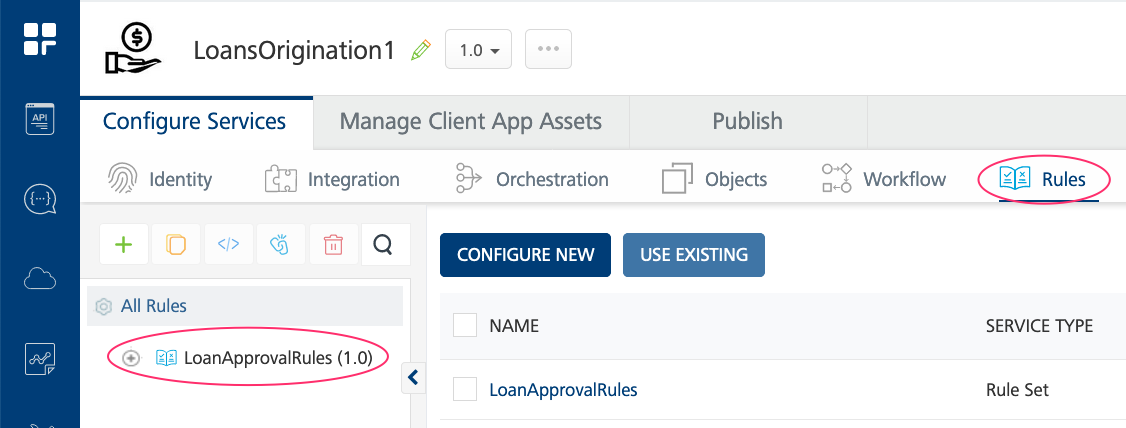 LoansOrigination1
1.0
Configure Services
Manage Client App Assets
Publish
API
Identity
Integration
Orchestration
Objects
Workflow
Rules
{...}
</>
CONFIGURE NEW
USE EXISTING
All Rules
NAME
SERVICE TYPE
LoanApprovalRules (1.0)
LoanApprovalRules
Rule Set